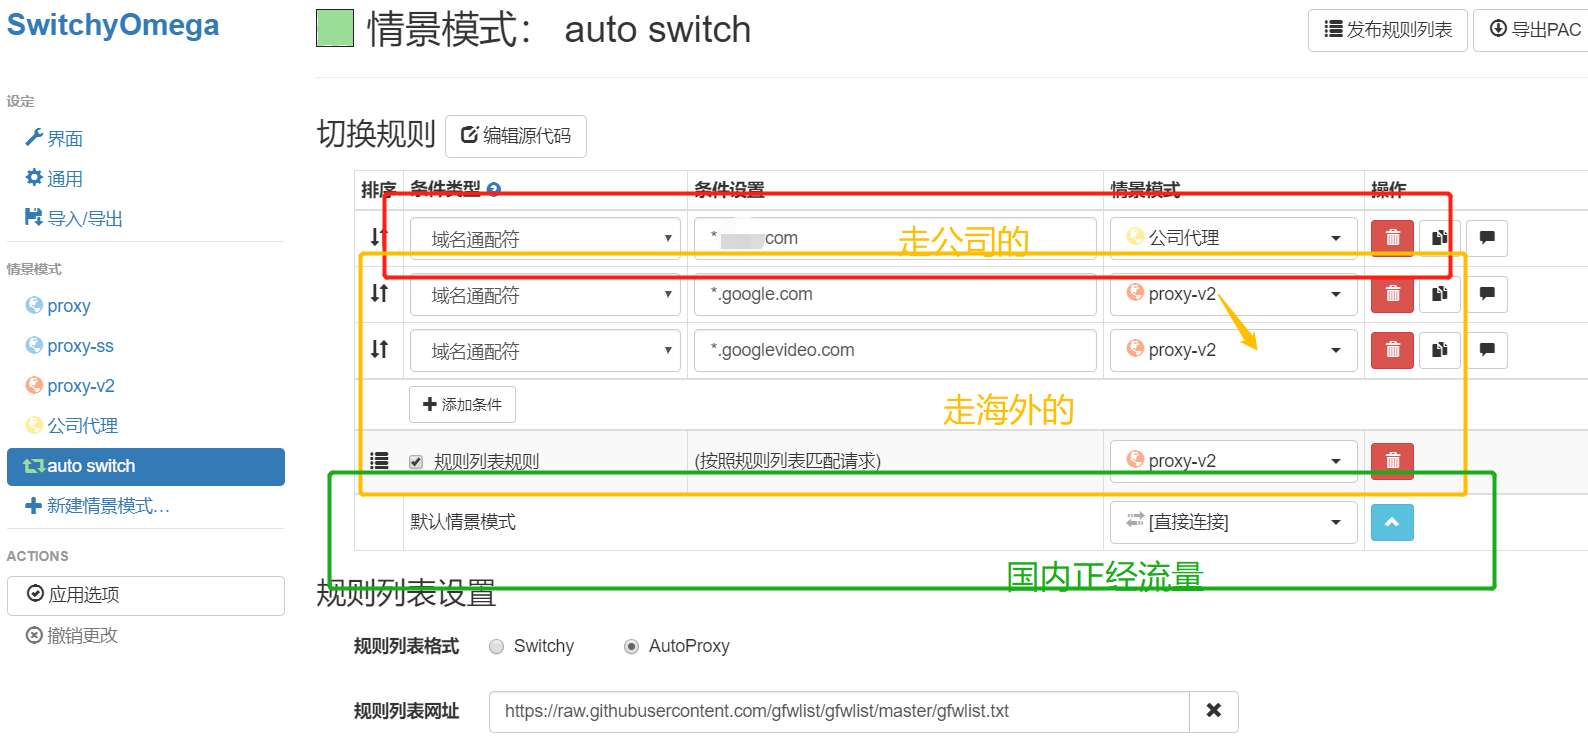 SwitchyOmega
设定
界面
通用
导入/导出
情景模式
proxy
proxy-ss
proxy-v2
公司代理
auto switch
新建情景模式…
ACTIONS
应用选项
撤销更改
情景模式： auto switch
发布规则列表 导出PAC
切换规则 编辑源代码
排序 条件类型 条件设置 情景模式 操作
域名通配符 *. com 走公司的 公司代理
域名通配符 *.google.com proxy-v2
域名通配符 *.googlevideo.com proxy-v2
添加条件 走海外的
规则列表规则 (按照规则列表匹配请求) proxy-v2
默认情景模式 [直接连接]
国内正经流量
规则列表设置
规则列表格式 Switchy AutoProxy
规则列表网址 https://raw.githubusercontent.com/gfwlist/gfwlist/master/gfwlist.txt